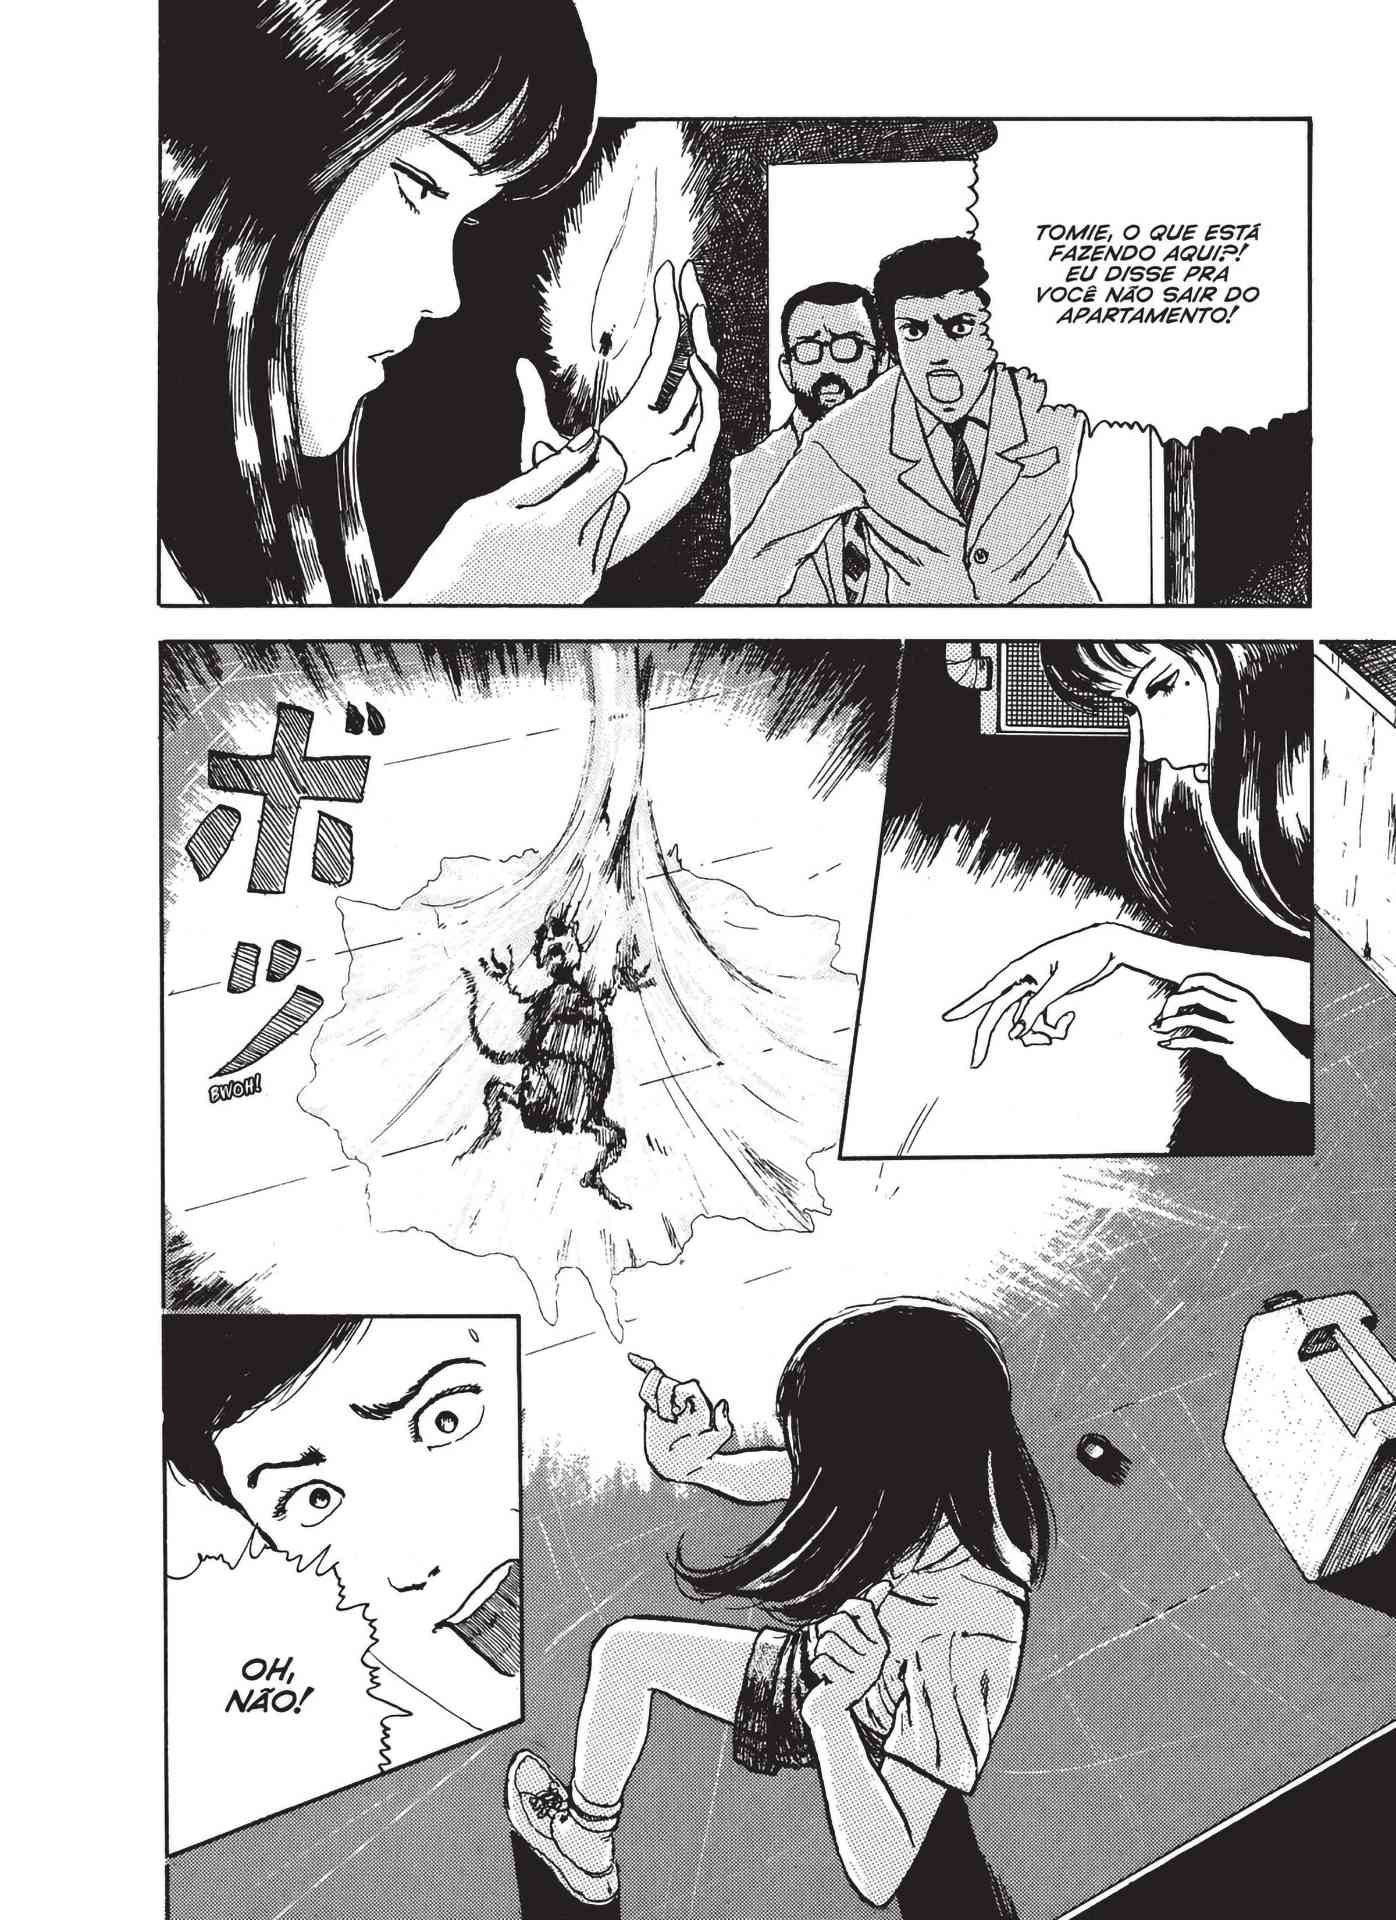 TOMIE, O QUE ESTÁ
FAZENDO AQUI?!
EU DISSE PRA
VOCÊ NÃO SAIR DO
APARTAMENTO!
ボッ
BWOH!
OH,
NÃO!